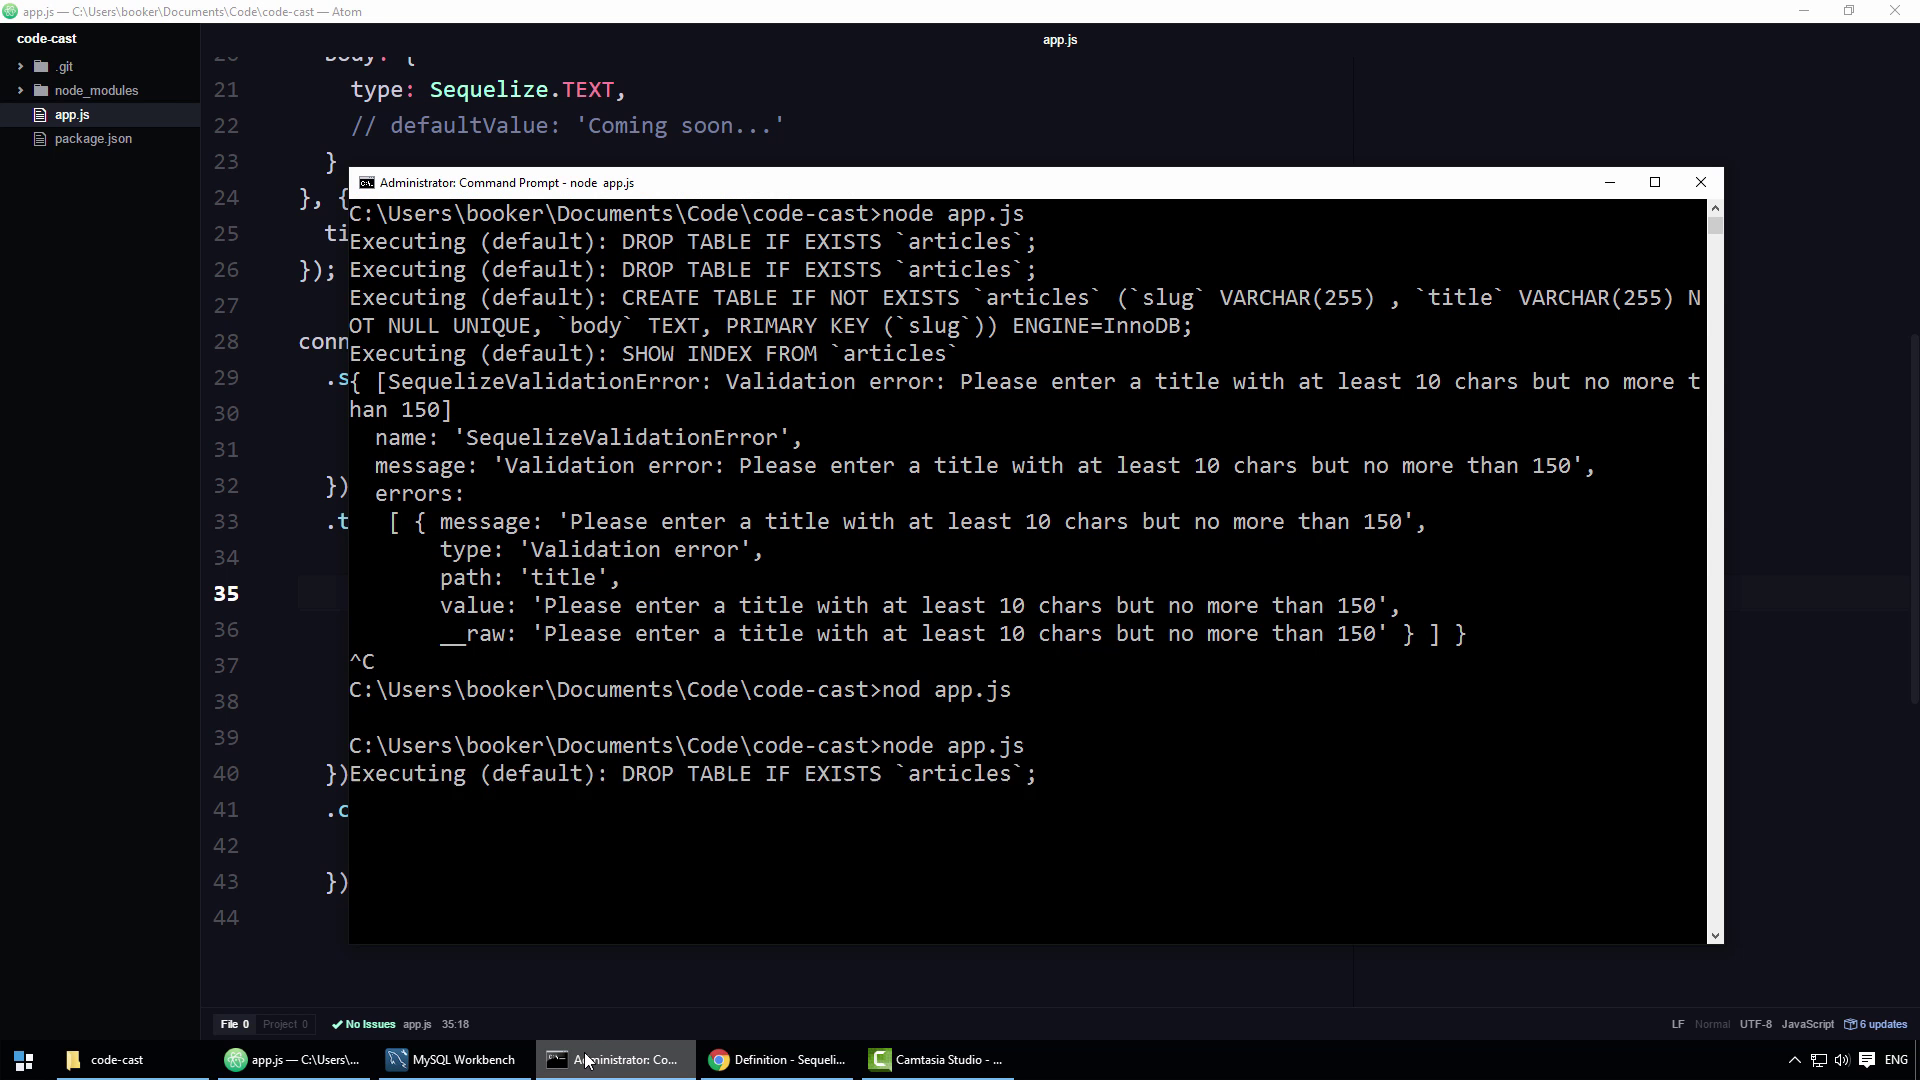 app.js — C:\Users\booker\Documents\Code\code-cast — Atom
code-cast
app.js
.git
node_modules
app.js
package.json
21 type: Sequelize.TEXT,
22 // defaultValue: 'Coming soon...'
23 }
24 }, {
25 ti
26 });
27
28 conn
29 .s
30
31
32 })
33 .t
34
35
36
37
38
39
40 })
41 .c
42
43 })
44
Administrator: Command Prompt - node app.js
C:\Users\booker\Documents\Code\code-cast>node app.js
Executing (default): DROP TABLE IF EXISTS `articles`;
Executing (default): DROP TABLE IF EXISTS `articles`;
Executing (default): CREATE TABLE IF NOT EXISTS `articles` (`slug` VARCHAR(255) , `title` VARCHAR(255) N
OT NULL UNIQUE, `body` TEXT, PRIMARY KEY (`slug`)) ENGINE=InnoDB;
Executing (default): SHOW INDEX FROM `articles`
{ [SequelizeValidationError: Validation error: Please enter a title with at least 10 chars but no more t
han 150]
name: 'SequelizeValidationError',
message: 'Validation error: Please enter a title with at least 10 chars but no more than 150',
errors:
[ { message: 'Please enter a title with at least 10 chars but no more than 150',
type: 'Validation error',
path: 'title',
value: 'Please enter a title with at least 10 chars but no more than 150',
__raw: 'Please enter a title with at least 10 chars but no more than 150' } ] }
^C
C:\Users\booker\Documents\Code\code-cast>nod app.js
C:\Users\booker\Documents\Code\code-cast>node app.js
Executing (default): DROP TABLE IF EXISTS `articles`;
File 0 Project 0 No Issues app.js 35:18
LF Normal UTF-8 JavaScript 6 updates
code-cast
app.js — C:\Users\...
MySQL Workbench
Administrator: Co...
Definition - Sequeli...
Camtasia Studio - ...
ENG